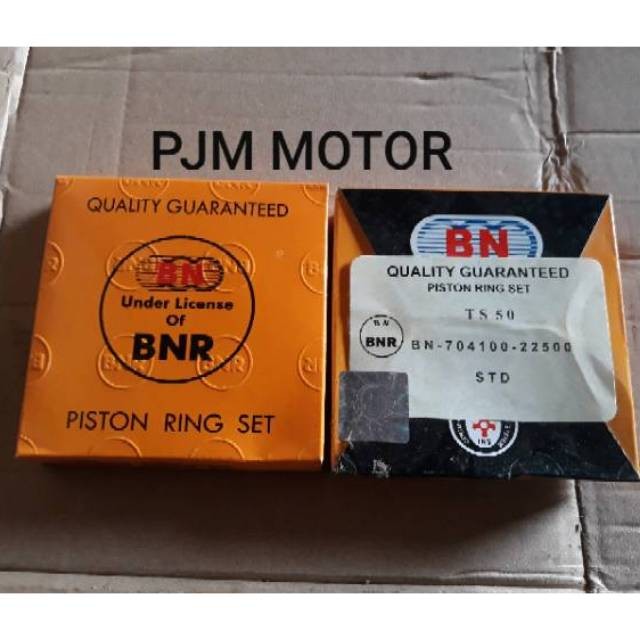 PJM MOTOR
QUALITY GUARANTEED
BN
Under License
Of
BNR
PISTON RING SET
BN
QUALITY GUARANTEED
PISTON RING SET
TS 50
BN
BNR
BN-704100-22500
STD